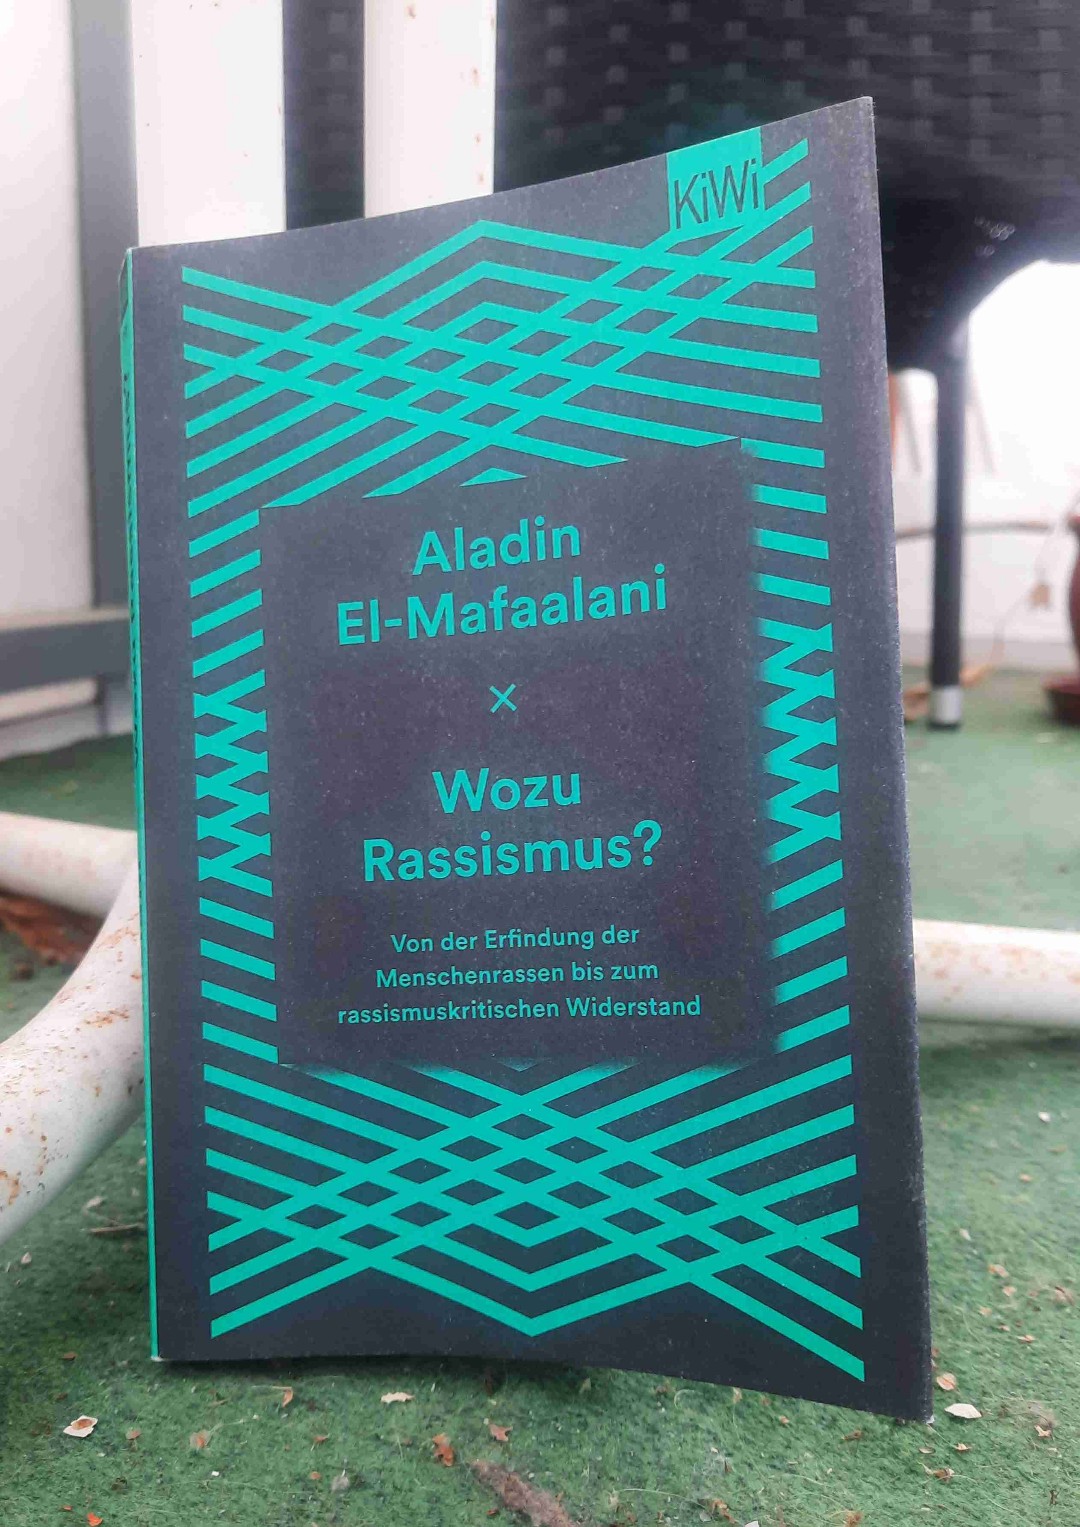 KiWi
Aladin
El-Mafaalani
×
Wozu
Rassismus?
Von der Erfindung der
Menschenrassen bis zum
rassismuskritischen Widerstand